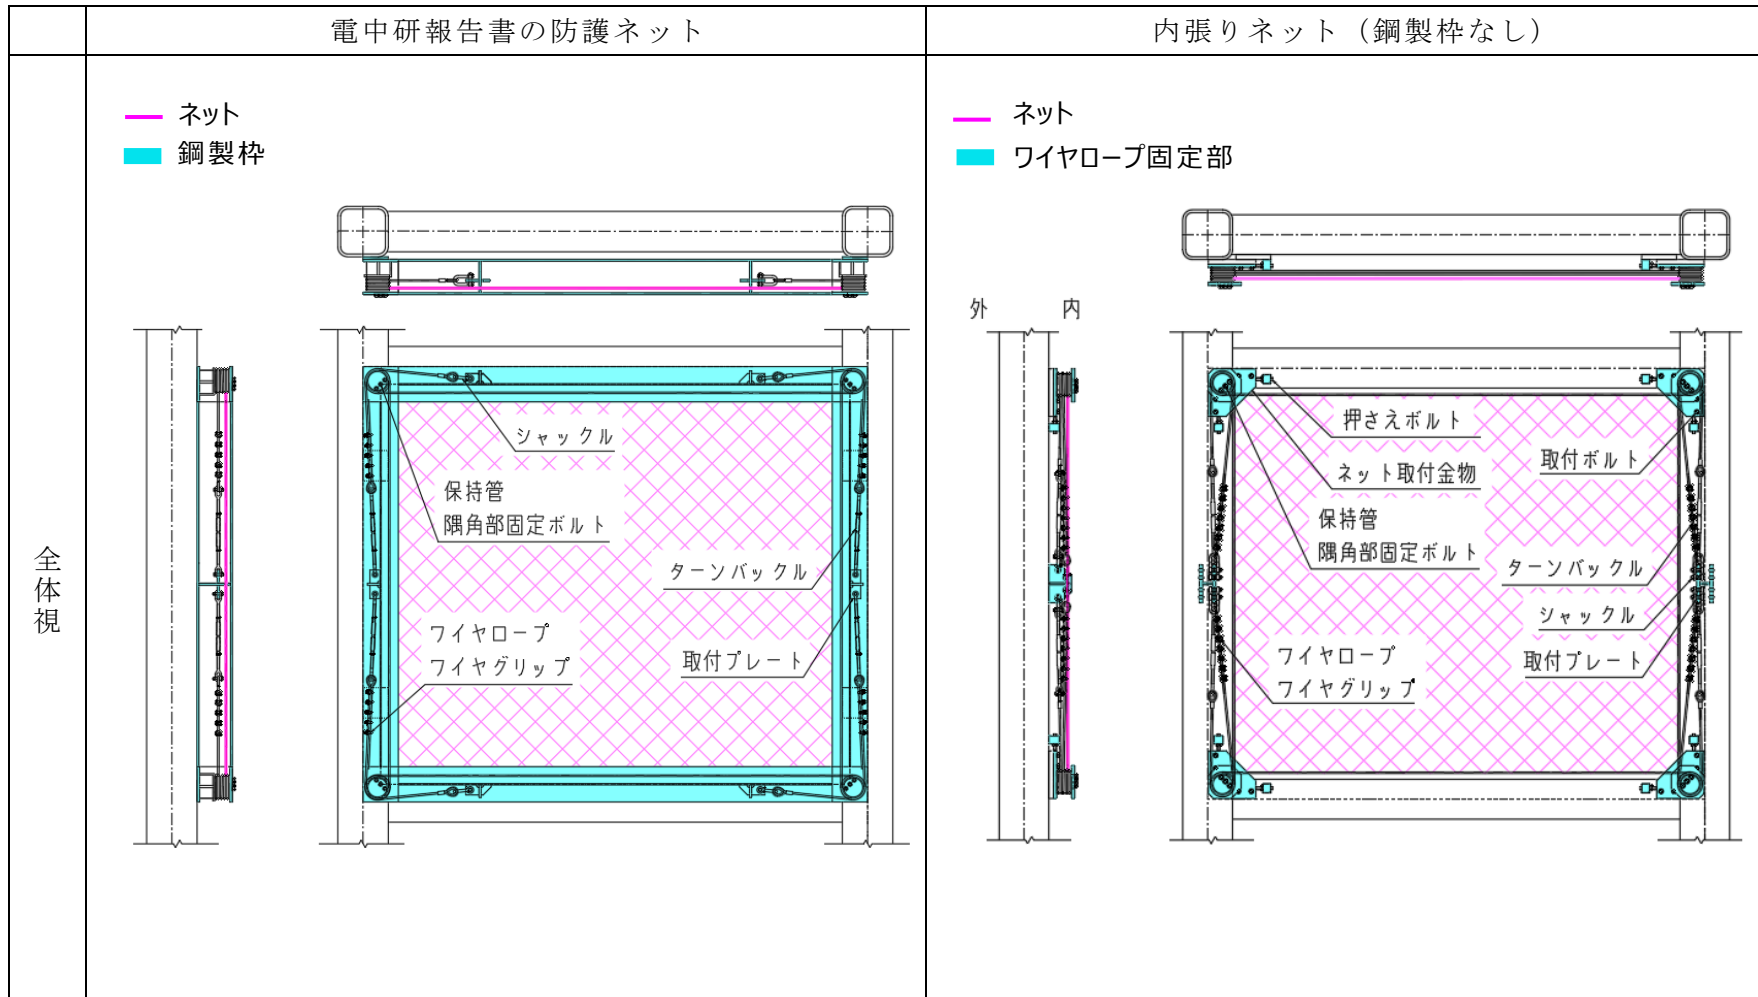 電中研報告書の防護ネット
内張りネット（鋼製枠なし）
全体視
ネット
鋼製枠
シャックル
保持管
隅角部固定ボルト
ターンバックル
ワイヤロープ
ワイヤグリップ
取付プレート
ネット
ワイヤロープ固定部
外
内
押さえボルト
取付ボルト
ネット取付金物
保持管
隅角部固定ボルト
ターンバックル
シャックル
ワイヤロープ
ワイヤグリップ
取付プレート